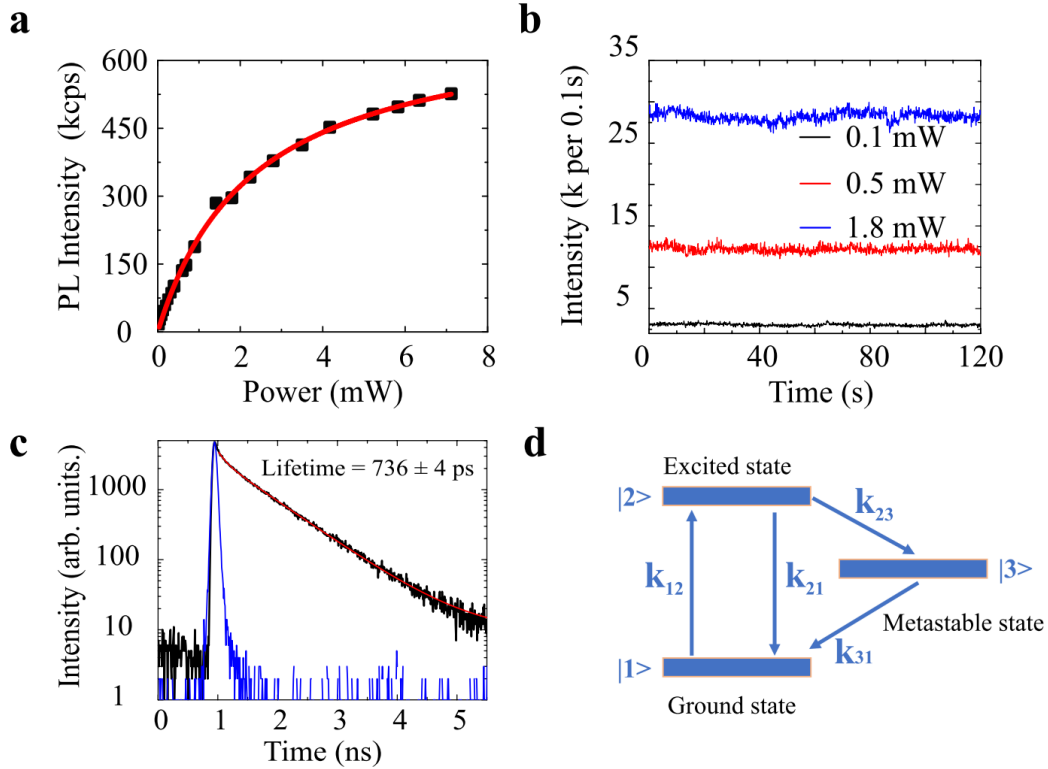 a
600
450
300
150
0
PL Intensity (kcps)
0 2 4 6 8
Power (mW)
b
35
25
15
5
Intensity (k per 0.1s)
0.1 mW
0.5 mW
1.8 mW
0 40 80 120
Time (s)
c
Lifetime = 736 ± 4 ps
1000
100
10
1
Intensity (arb. units.)
0 1 2 3 4 5
Time (ns)
d
Excited state
|2>
k23
k12
k21
|3>
Metastable state
k31
|1>
Ground state